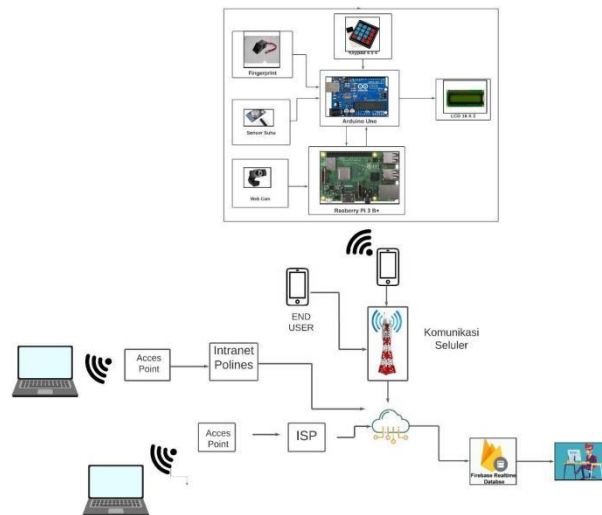 Keypad 4 X 4
Fingerprint
Arduino Uno
LCD 16 X 2
Sensor Suhu
Web Cam
Rasberry Pi 3 B+
END
USER
Komunikasi
Seluler
Acces
Point
Intranet
Polines
Acces
Point
ISP
Firebase Realtime
Databse